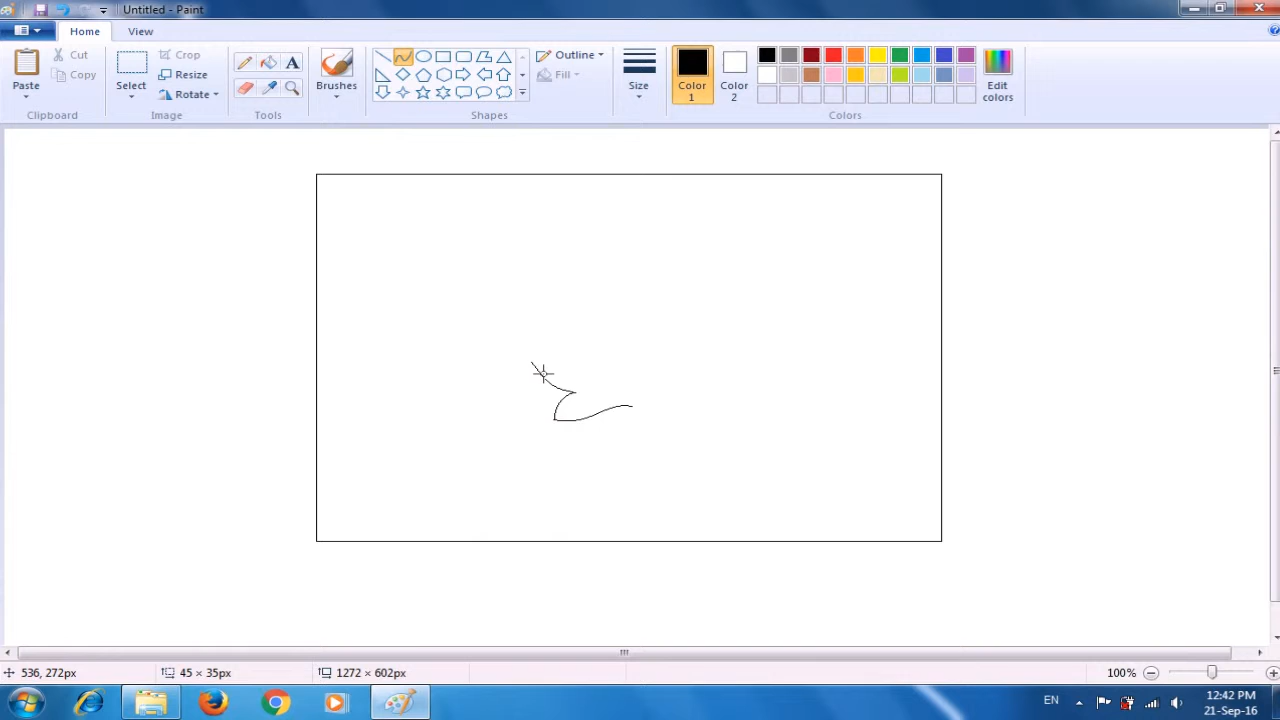 Untitled - Paint
Home
View
Paste
Cut
Copy
Clipboard
Select
Crop
Resize
Rotate
Image
Tools
Brushes
Shapes
Outline
Fill
Size
Color
1
Color
2
Edit
colors
Colors
536, 272px
45 × 35px
1272 × 602px
100%
EN
12:42 PM
21-Sep-16